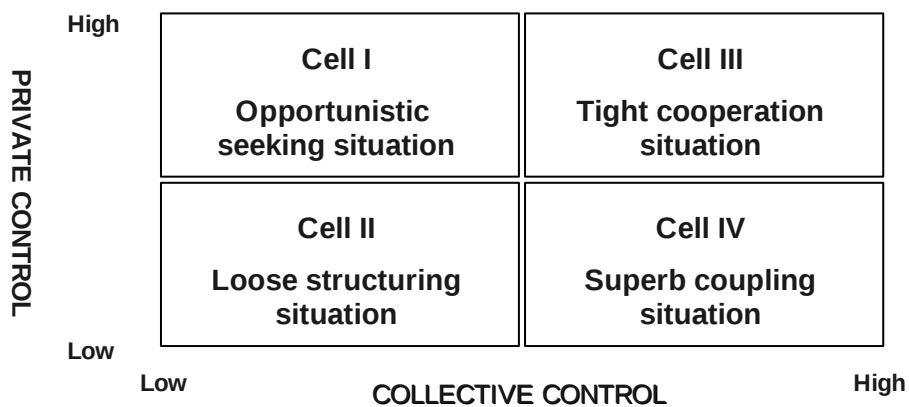 High
PRIVATE CONTROL
Cell I
Opportunistic
seeking situation
Cell III
Tight cooperation
situation
Cell II
Loose structuring
situation
Cell IV
Superb coupling
situation
Low
Low
COLLECTIVE CONTROL
High